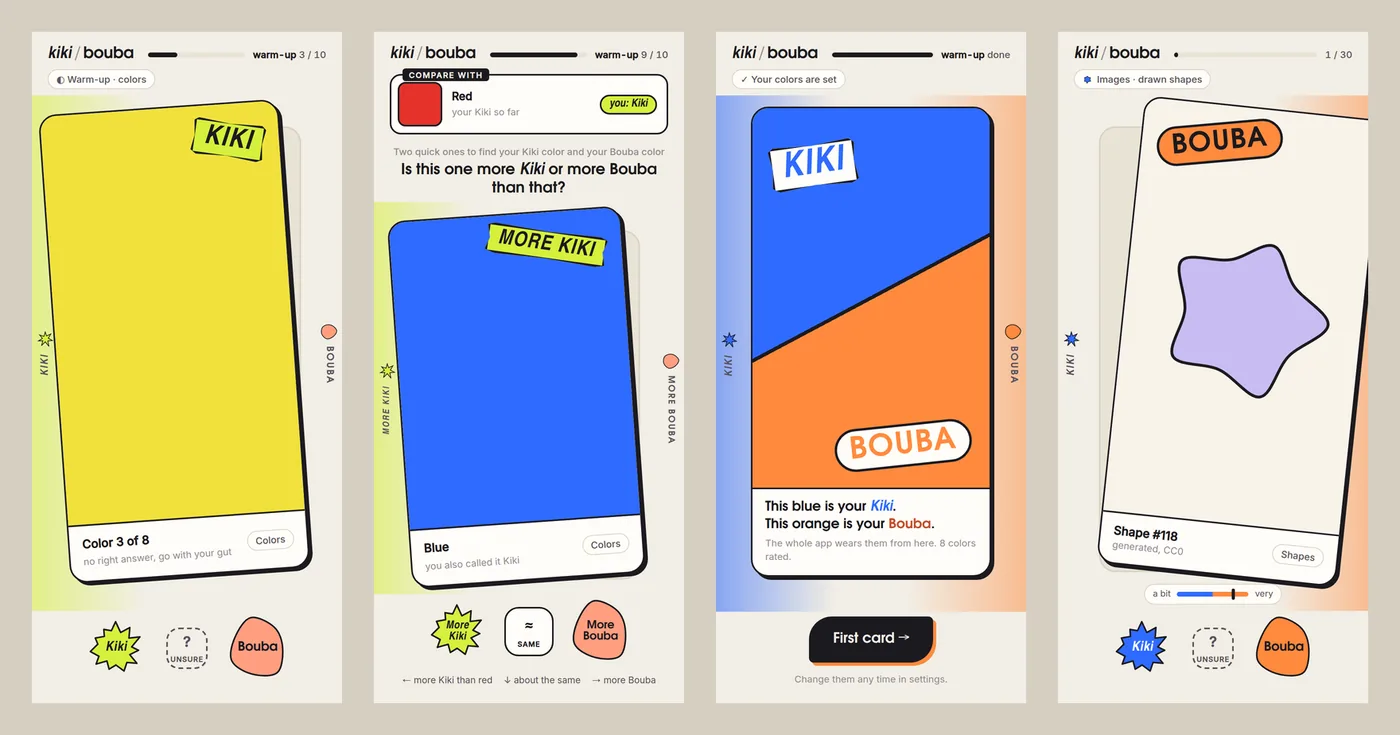 kiki / bouba
warm-up 3 / 10
Warm-up · colors
KIKI
KIKI
BOUBA
Color 3 of 8
no right answer, go with your gut
Colors
Kiki
?
UNSURE
Bouba
kiki / bouba
warm-up 9 / 10
COMPARE WITH
Red
your Kiki so far
you: Kiki
Two quick ones to find your Kiki color and your Bouba color
Is this one more Kiki or more Bouba
than that?
MORE KIKI
MORE KIKI
MORE BOUBA
Blue
you also called it Kiki
Colors
More
Kiki
≈
SAME
More
Bouba
← more Kiki than red
↓ about the same
→ more Bouba
kiki / bouba
warm-up done
✓ Your colors are set
KIKI
KIKI
BOUBA
BOUBA
This blue is your Kiki.
This orange is your Bouba.
The whole app wears them from here. 8 colors
rated.
First card →
Change them any time in settings.
kiki / bouba
1 / 30
Images · drawn shapes
BOUBA
KIKI
Shape #118
generated, CC0
Shapes
a bit
very
Kiki
?
UNSURE
Bouba